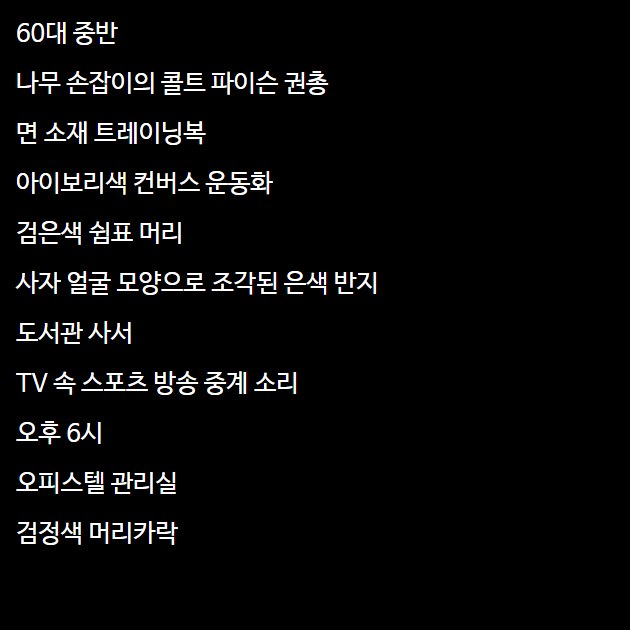 60대 중반
나무 손잡이의 콜트 파이슨 권총
면 소재 트레이닝복
아이보리색 컨버스 운동화
검은색 쉼표 머리
사자 얼굴 모양으로 조각된 은색 반지
도서관 사서
TV 속 스포츠 방송 중계 소리
오후 6시
오피스텔 관리실
검정색 머리카락